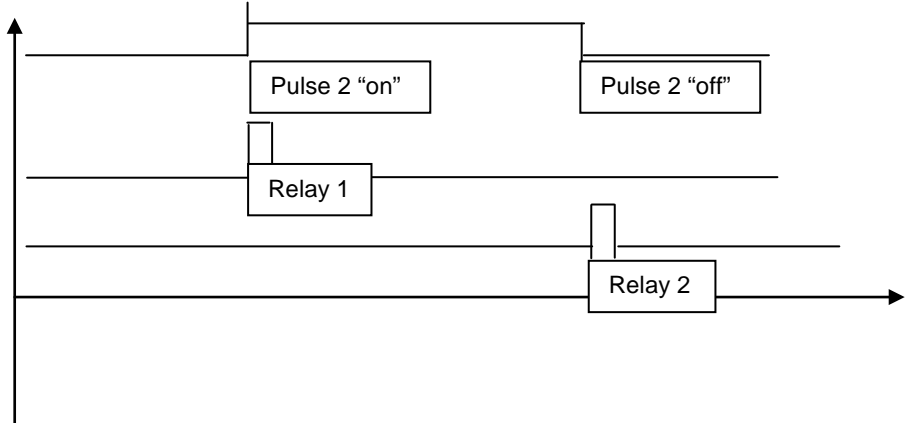 Pulse 2 “on”
Pulse 2 “off”
Relay 1
Relay 2